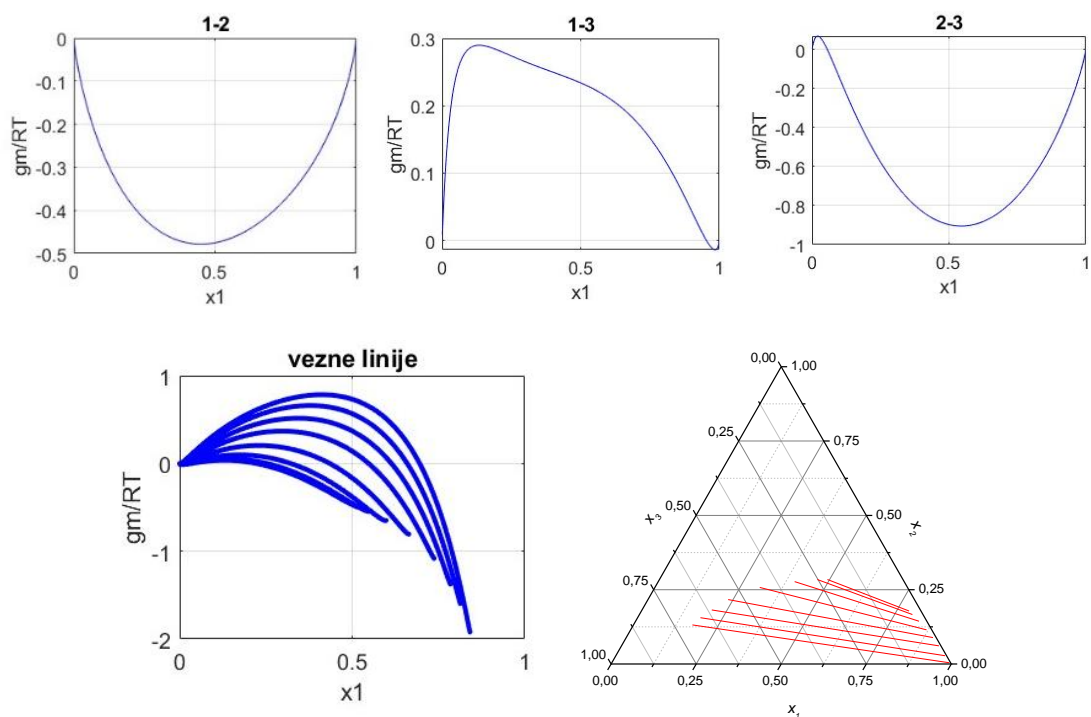 1-2
gm/RT
0
-0.1
-0.2
-0.3
-0.4
-0.5
0 0.5 1
x1
1-3
gm/RT
0.3
0.2
0.1
0
0 0.5 1
x1
2-3
gm/RT
0
-0.2
-0.4
-0.6
-0.8
-1
0 0.5 1
x1
vezne linije
gm/RT
1
0
-1
-2
0 0.5 1
x1
0,00 1,00
0,25 0,75
0,50 0,50
x3 x2
0,75 0,25
1,00 0,00
0,00 0,25 0,50 0,75 1,00
x1